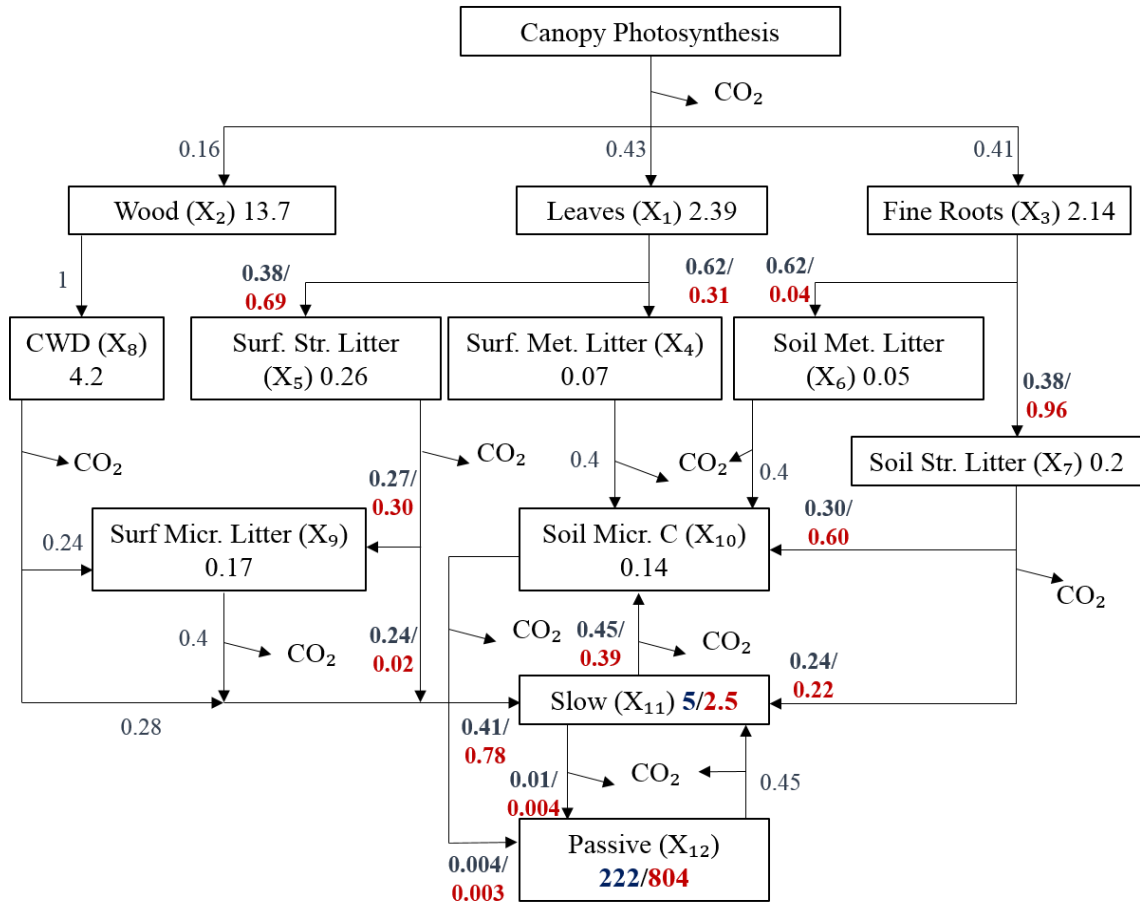 Canopy Photosynthesis
CO₂
0.16
0.43
0.41
Wood (X₂) 13.7
Leaves (X₁) 2.39
Fine Roots (X₃) 2.14
1
0.38/
0.69
0.62/
0.31
0.62/
0.04
CWD (X₈)
4.2
Surf. Str. Litter
(X₅) 0.26
Surf. Met. Litter (X₄)
0.07
Soil Met. Litter
(X₆) 0.05
0.38/
0.96
CO₂
CO₂
0.4
CO₂
0.4
Soil Str. Litter (X₇) 0.2
0.27/
0.30
0.24
Surf Micr. Litter (X₉)
0.17
Soil Micr. C (X₁₀)
0.14
0.30/
0.60
CO₂
0.4
CO₂
0.24/
0.02
CO₂
0.45/
0.39
CO₂
0.24/
0.22
0.28
Slow (X₁₁) 5/2.5
0.41/
0.78
0.01/
0.004
CO₂
0.45
Passive (X₁₂)
222/804
0.004/
0.003